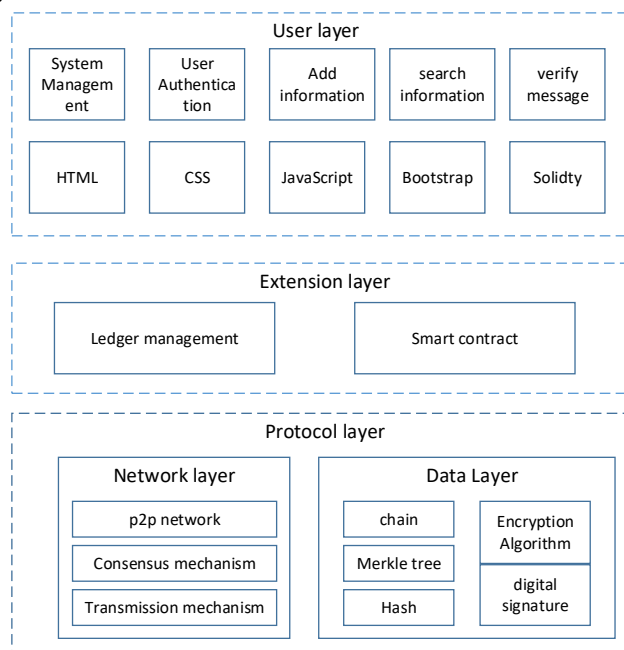 User layer
System
Managem
ent
User
Authentica
tion
Add
information
search
information
verify
message
HTML
CSS
JavaScript
Bootstrap
Solidty
Extension layer
Ledger management
Smart contract
Protocol layer
Network layer
p2p network
Consensus mechanism
Transmission mechanism
Data Layer
chain
Merkle tree
Hash
Encryption
Algorithm
digital
signature